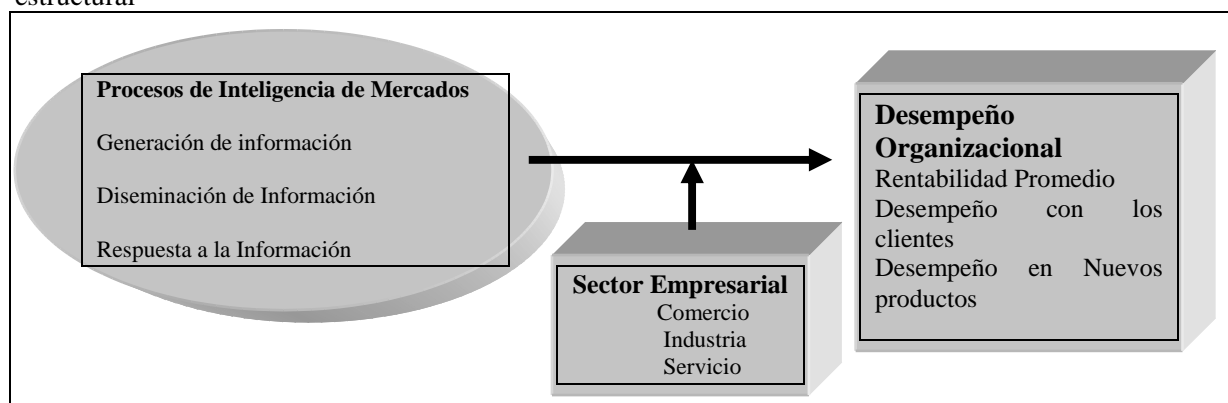 estructural
Procesos de Inteligencia de Mercados
Generación de información
Diseminación de Información
Respuesta a la Información
Sector Empresarial
Comercio
Industria
Servicio
Desempeño
Organizacional
Rentabilidad Promedio
Desempeño con los
clientes
Desempeño en Nuevos
productos